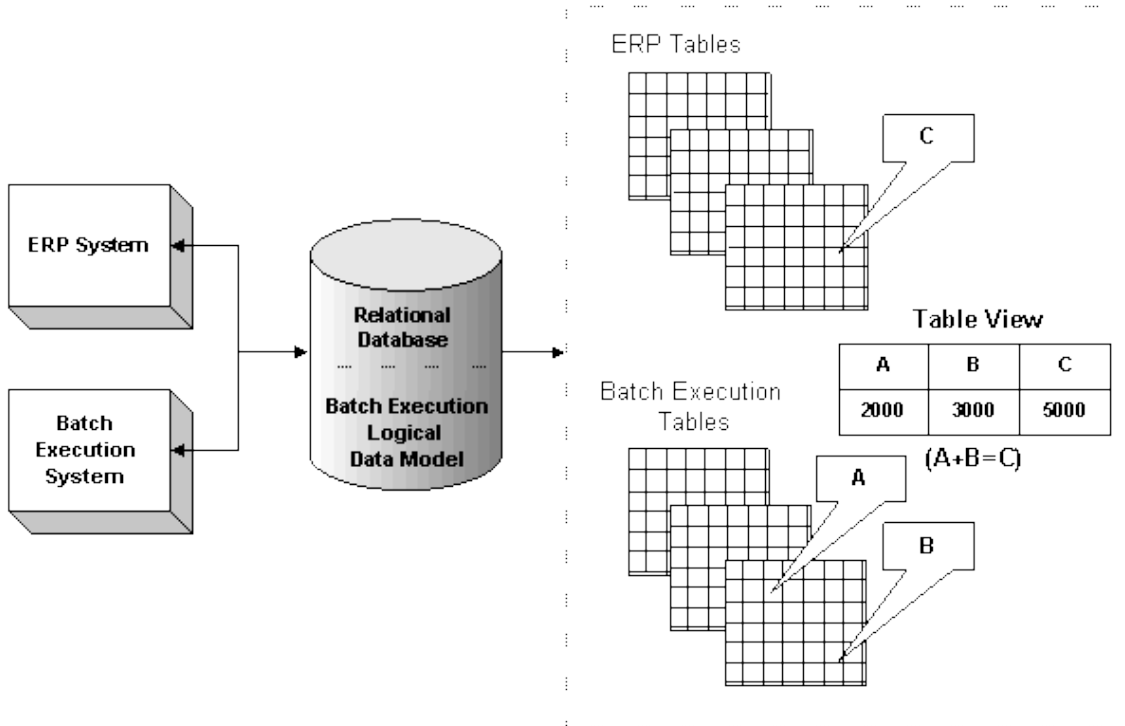 ERP System
Batch
Execution
System
Relational
Database
Batch Execution
Logical
Data Model
ERP Tables
C
Table View
A B C
2000 3000 5000
(A+B=C)
Batch Execution
Tables
A
B